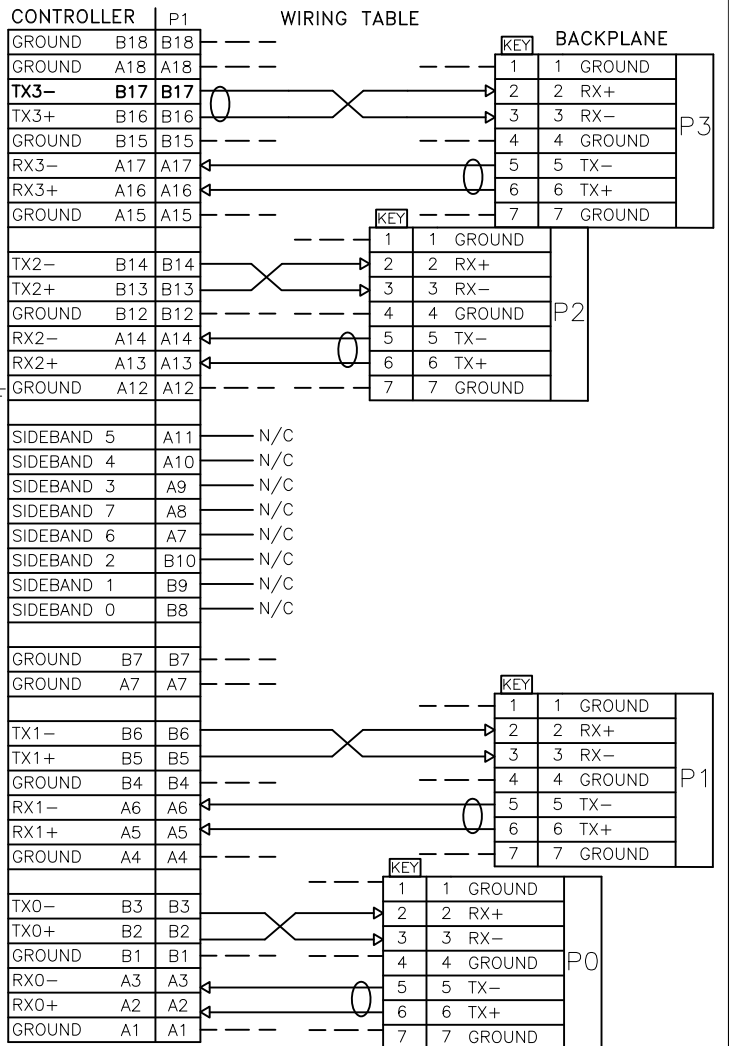 CONTROLLER P1 WIRING TABLE
GROUND B18 B18
KEY BACKPLANE
GROUND A18 A18 1 1 GROUND
TX3- B17 B17 2 2 RX+
TX3+ B16 B16 3 3 RX- P3
GROUND B15 B15 4 4 GROUND
RX3- A17 A17 5 5 TX-
RX3+ A16 A16 6 6 TX+
GROUND A15 A15 7 7 GROUND
KEY
1 1 GROUND
TX2- B14 B14 2 2 RX+
TX2+ B13 B13 3 3 RX-
GROUND B12 B12 4 4 GROUND P2
RX2- A14 A14 5 5 TX-
RX2+ A13 A13 6 6 TX+
GROUND A12 A12 7 7 GROUND
SIDEBAND 5 A11 N/C
SIDEBAND 4 A10 N/C
SIDEBAND 3 A9 N/C
SIDEBAND 7 A8 N/C
SIDEBAND 6 A7 N/C
SIDEBAND 2 B10 N/C
SIDEBAND 1 B9 N/C
SIDEBAND 0 B8 N/C
GROUND B7 B7
GROUND A7 A7
KEY
1 1 GROUND
TX1- B6 B6 2 2 RX+
TX1+ B5 B5 3 3 RX-
GROUND B4 B4 4 4 GROUND P1
RX1- A6 A6 5 5 TX-
RX1+ A5 A5 6 6 TX+
GROUND A4 A4 7 7 GROUND
KEY
1 1 GROUND
TX0- B3 B3 2 2 RX+
TX0+ B2 B2 3 3 RX-
GROUND B1 B1 4 4 GROUND P0
RX0- A3 A3 5 5 TX-
RX0+ A2 A2 6 6 TX+
GROUND A1 A1 7 7 GROUND